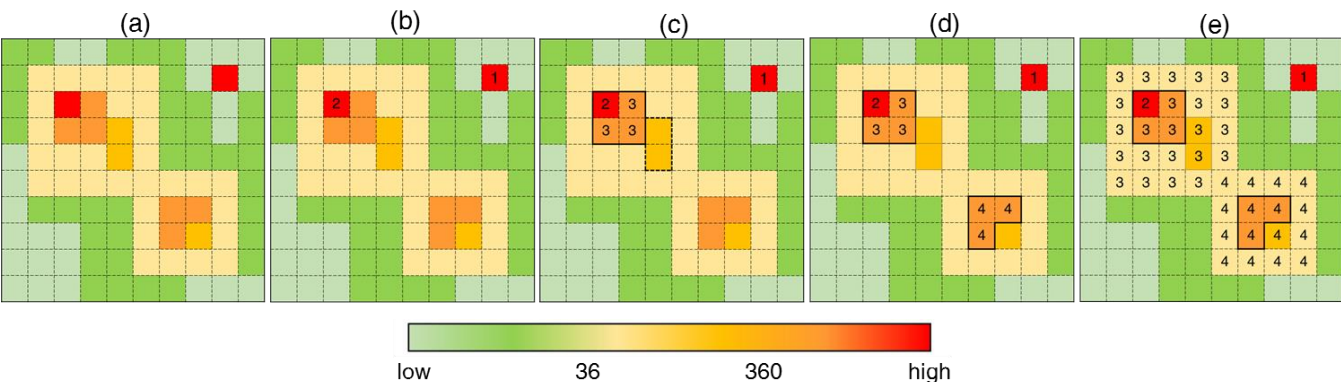 (a) (b) (c) (d) (e)
1 1 1 3 3 3 3 3 1
2 2 3 2 3 3 2 3 3 3
3 3 3 3 3 3 3 3 3
3 3 3 3 3
3 3 3 3 4 4 4 4
4 4 4 4 4 4
4 4 4 4 4
4 4 4 4
low 36 360 high